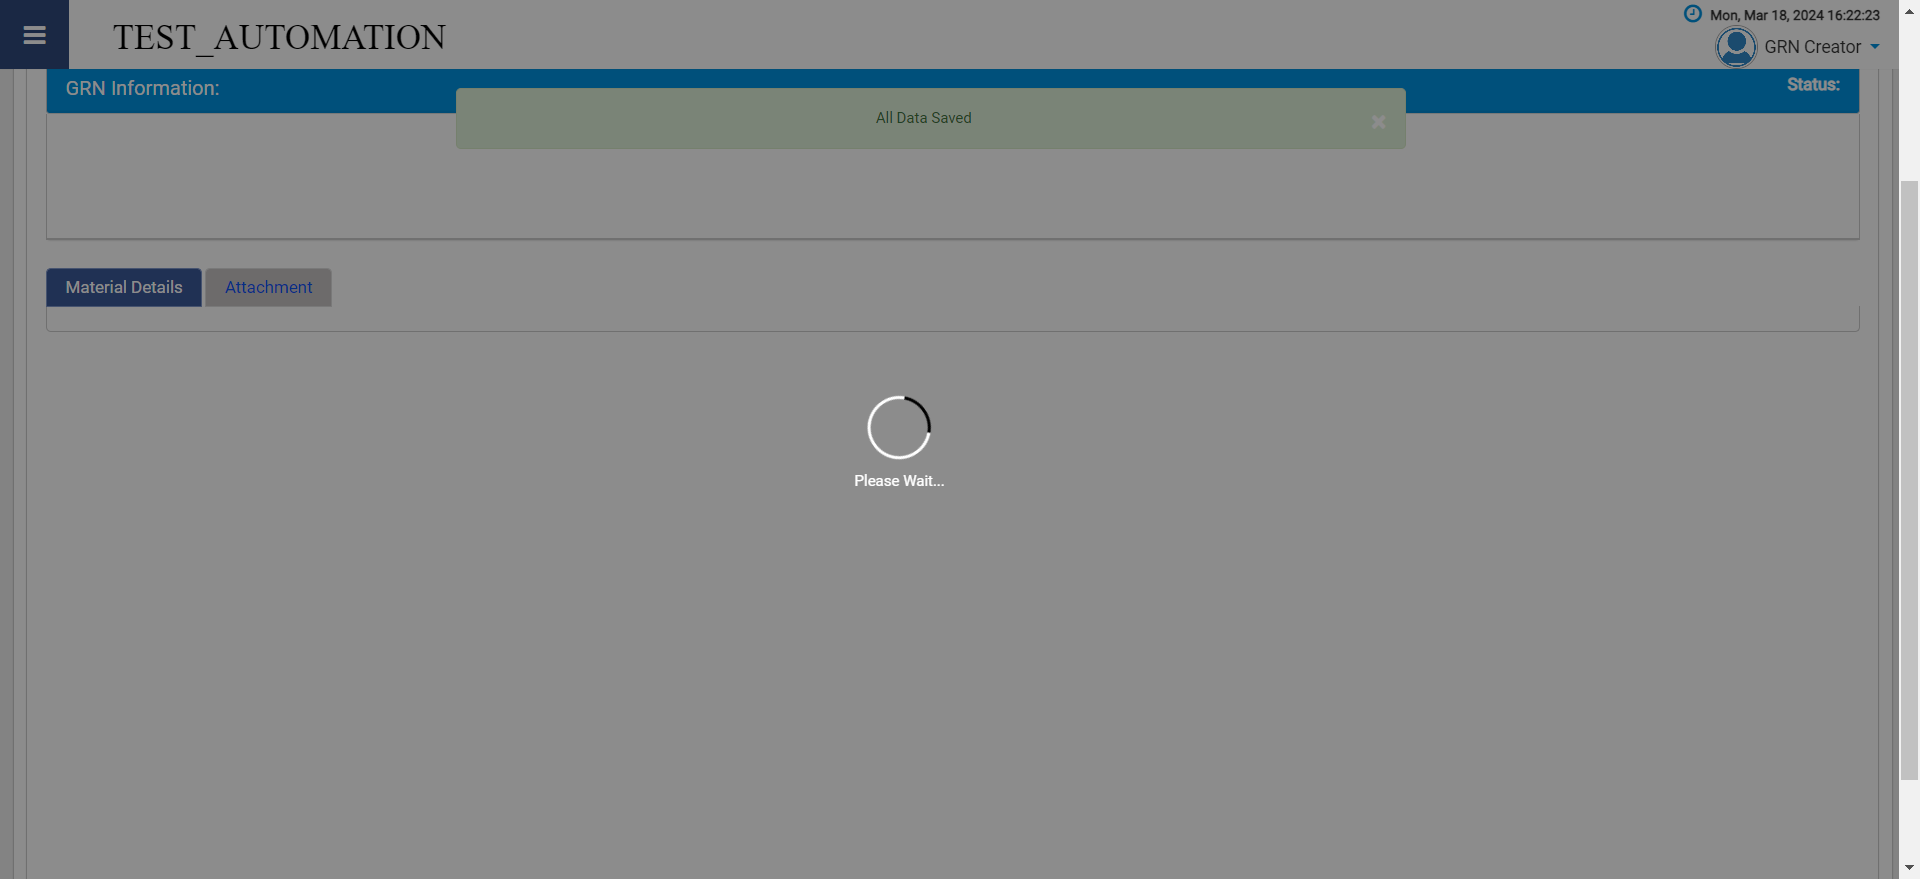 TEST_AUTOMATION
Mon, Mar 18, 2024 16:22:23
GRN Creator
GRN Information:
Status:
All Data Saved
Material Details
Attachment
Please Wait...